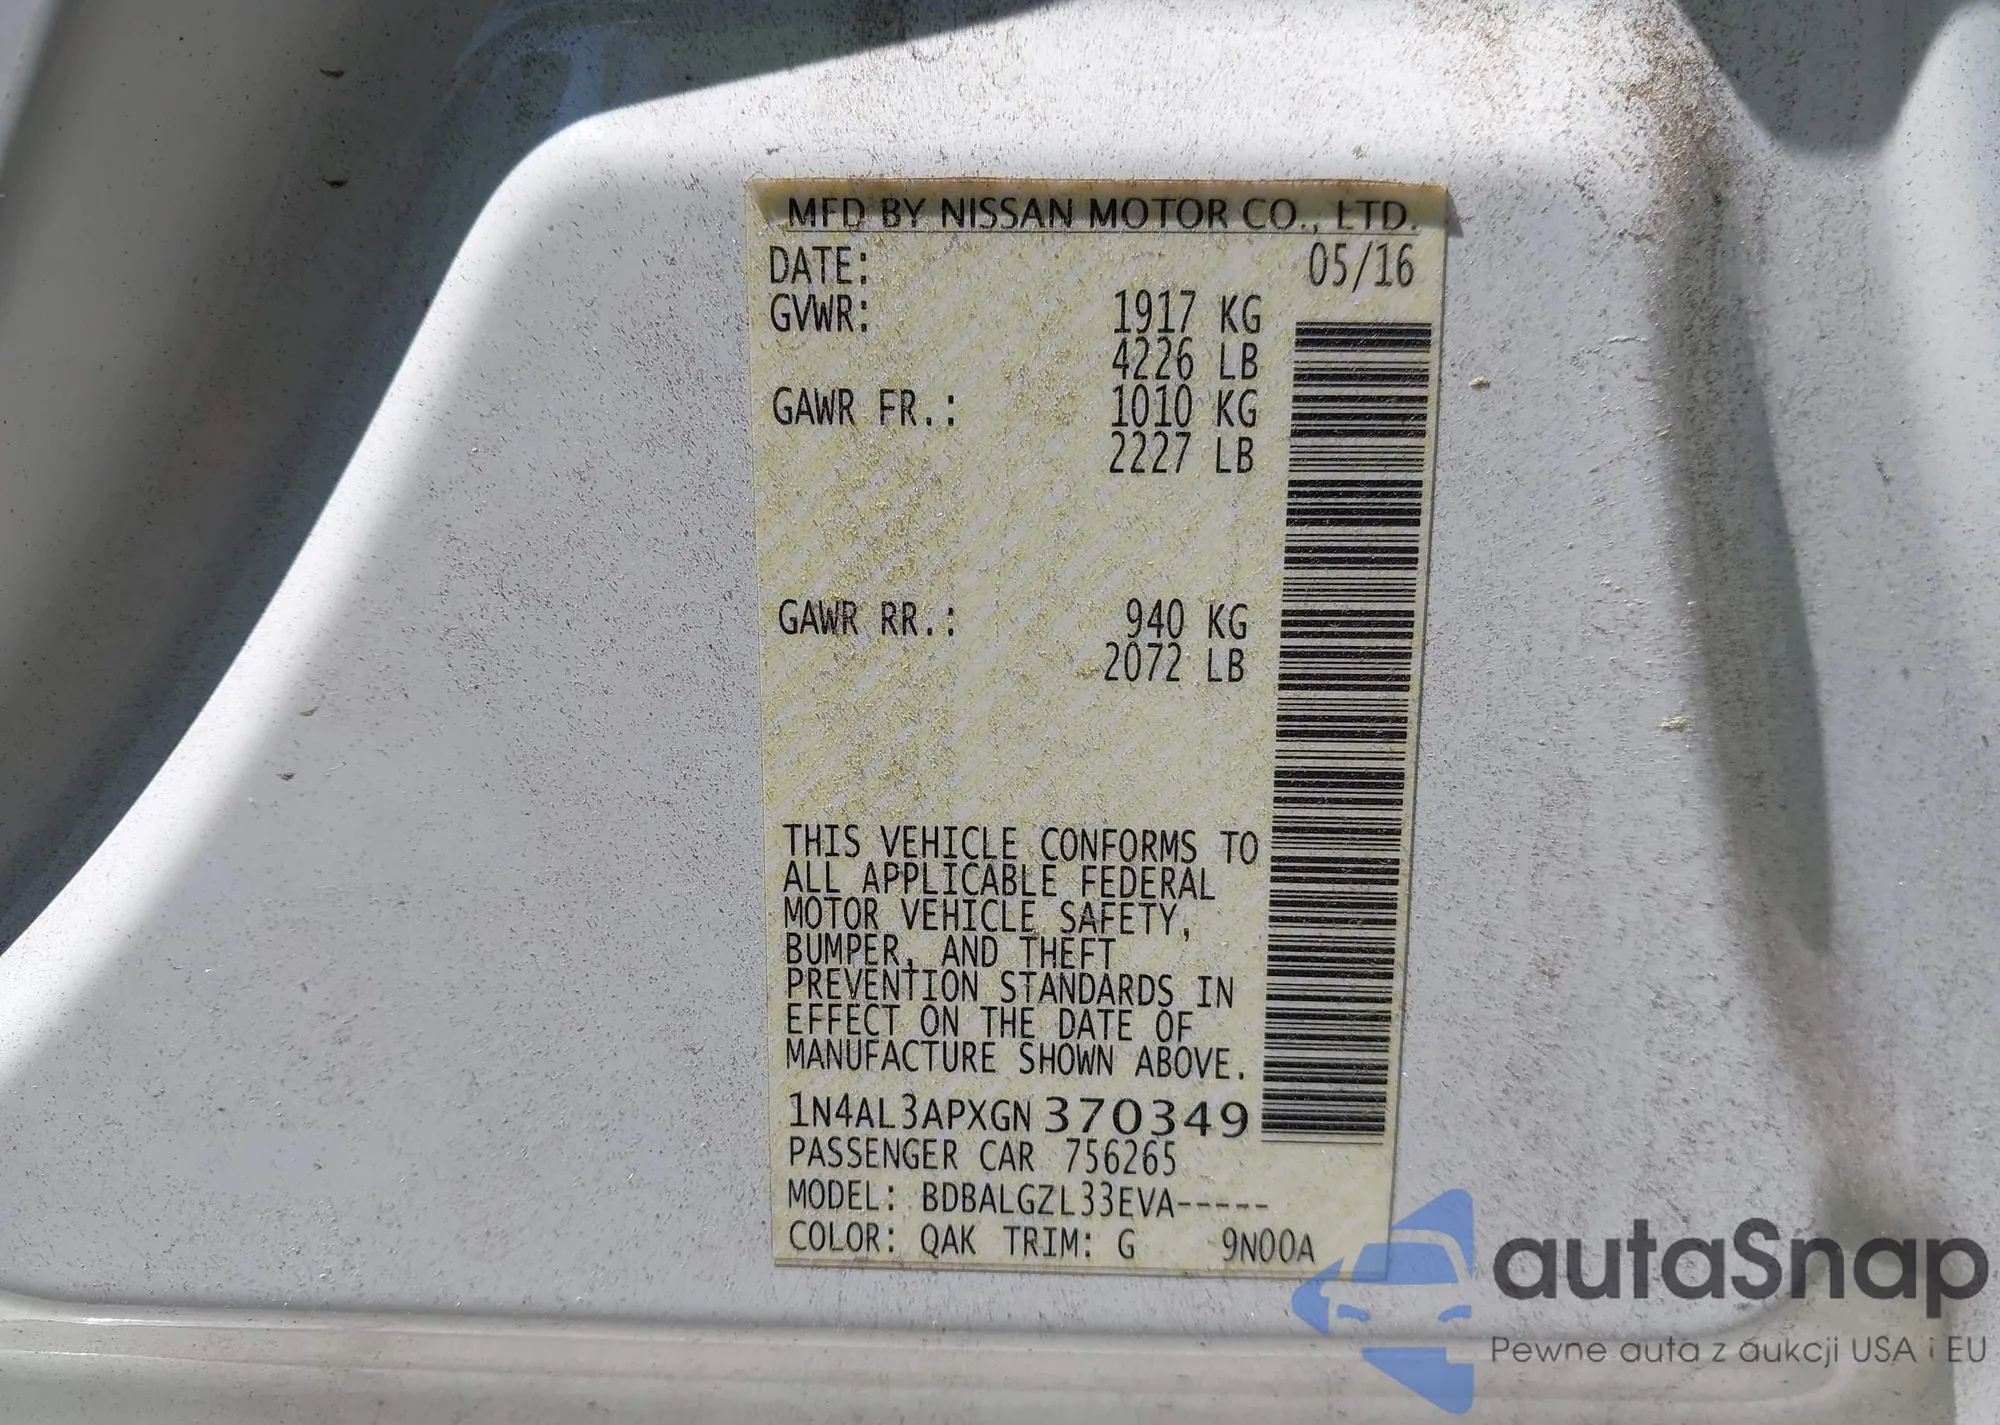 MFD BY NISSAN MOTOR CO., LTD.
DATE: 05/16
GVWR: 1917 KG
4226 LB
GAWR FR.: 1010 KG
2227 LB
GAWR RR.: 940 KG
2072 LB
THIS VEHICLE CONFORMS TO
ALL APPLICABLE FEDERAL
MOTOR VEHICLE SAFETY,
BUMPER, AND THEFT
PREVENTION STANDARDS IN
EFFECT ON THE DATE OF
MANUFACTURE SHOWN ABOVE.
1N4AL3APXGN370349
PASSENGER CAR 756265
MODEL: BDBALGZL33EVA-----
COLOR: QAK TRIM: G 9N00A
autaSnap
Pewne auta z aukcji USA i EU